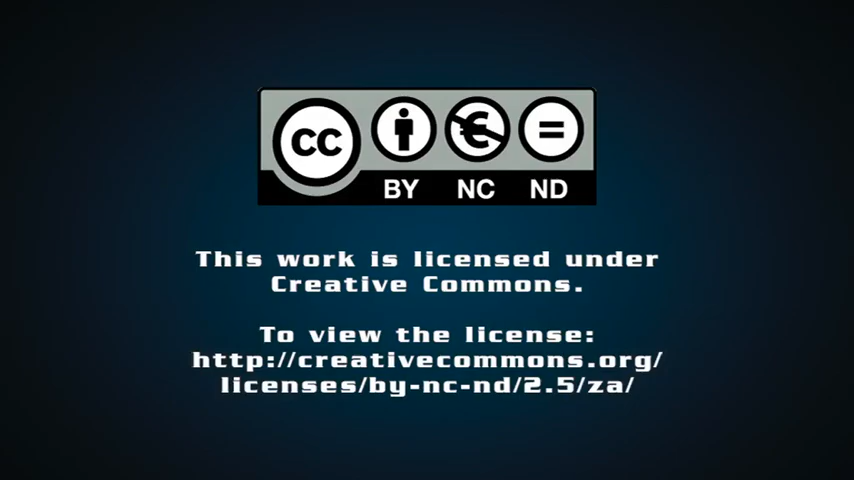 CC
BY NC ND
This work is licensed under
Creative Commons.
To view the license:
http://creativecommons.org/
licenses/by-nc-nd/2.5/za/